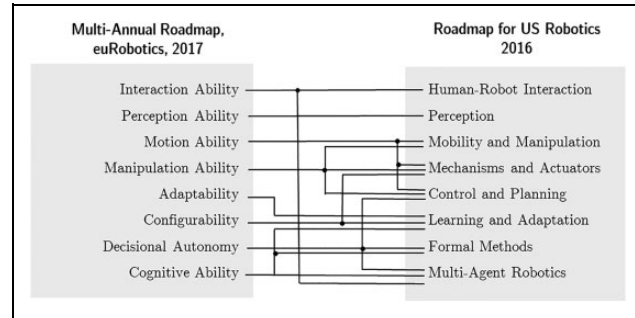 Multi-Annual Roadmap,
euRobotics, 2017
Interaction Ability
Perception Ability
Motion Ability
Manipulation Ability
Adaptability
Configurability
Decisional Autonomy
Cognitive Ability
Roadmap for US Robotics
2016
Human-Robot Interaction
Perception
Mobility and Manipulation
Mechanisms and Actuators
Control and Planning
Learning and Adaptation
Formal Methods
Multi-Agent Robotics